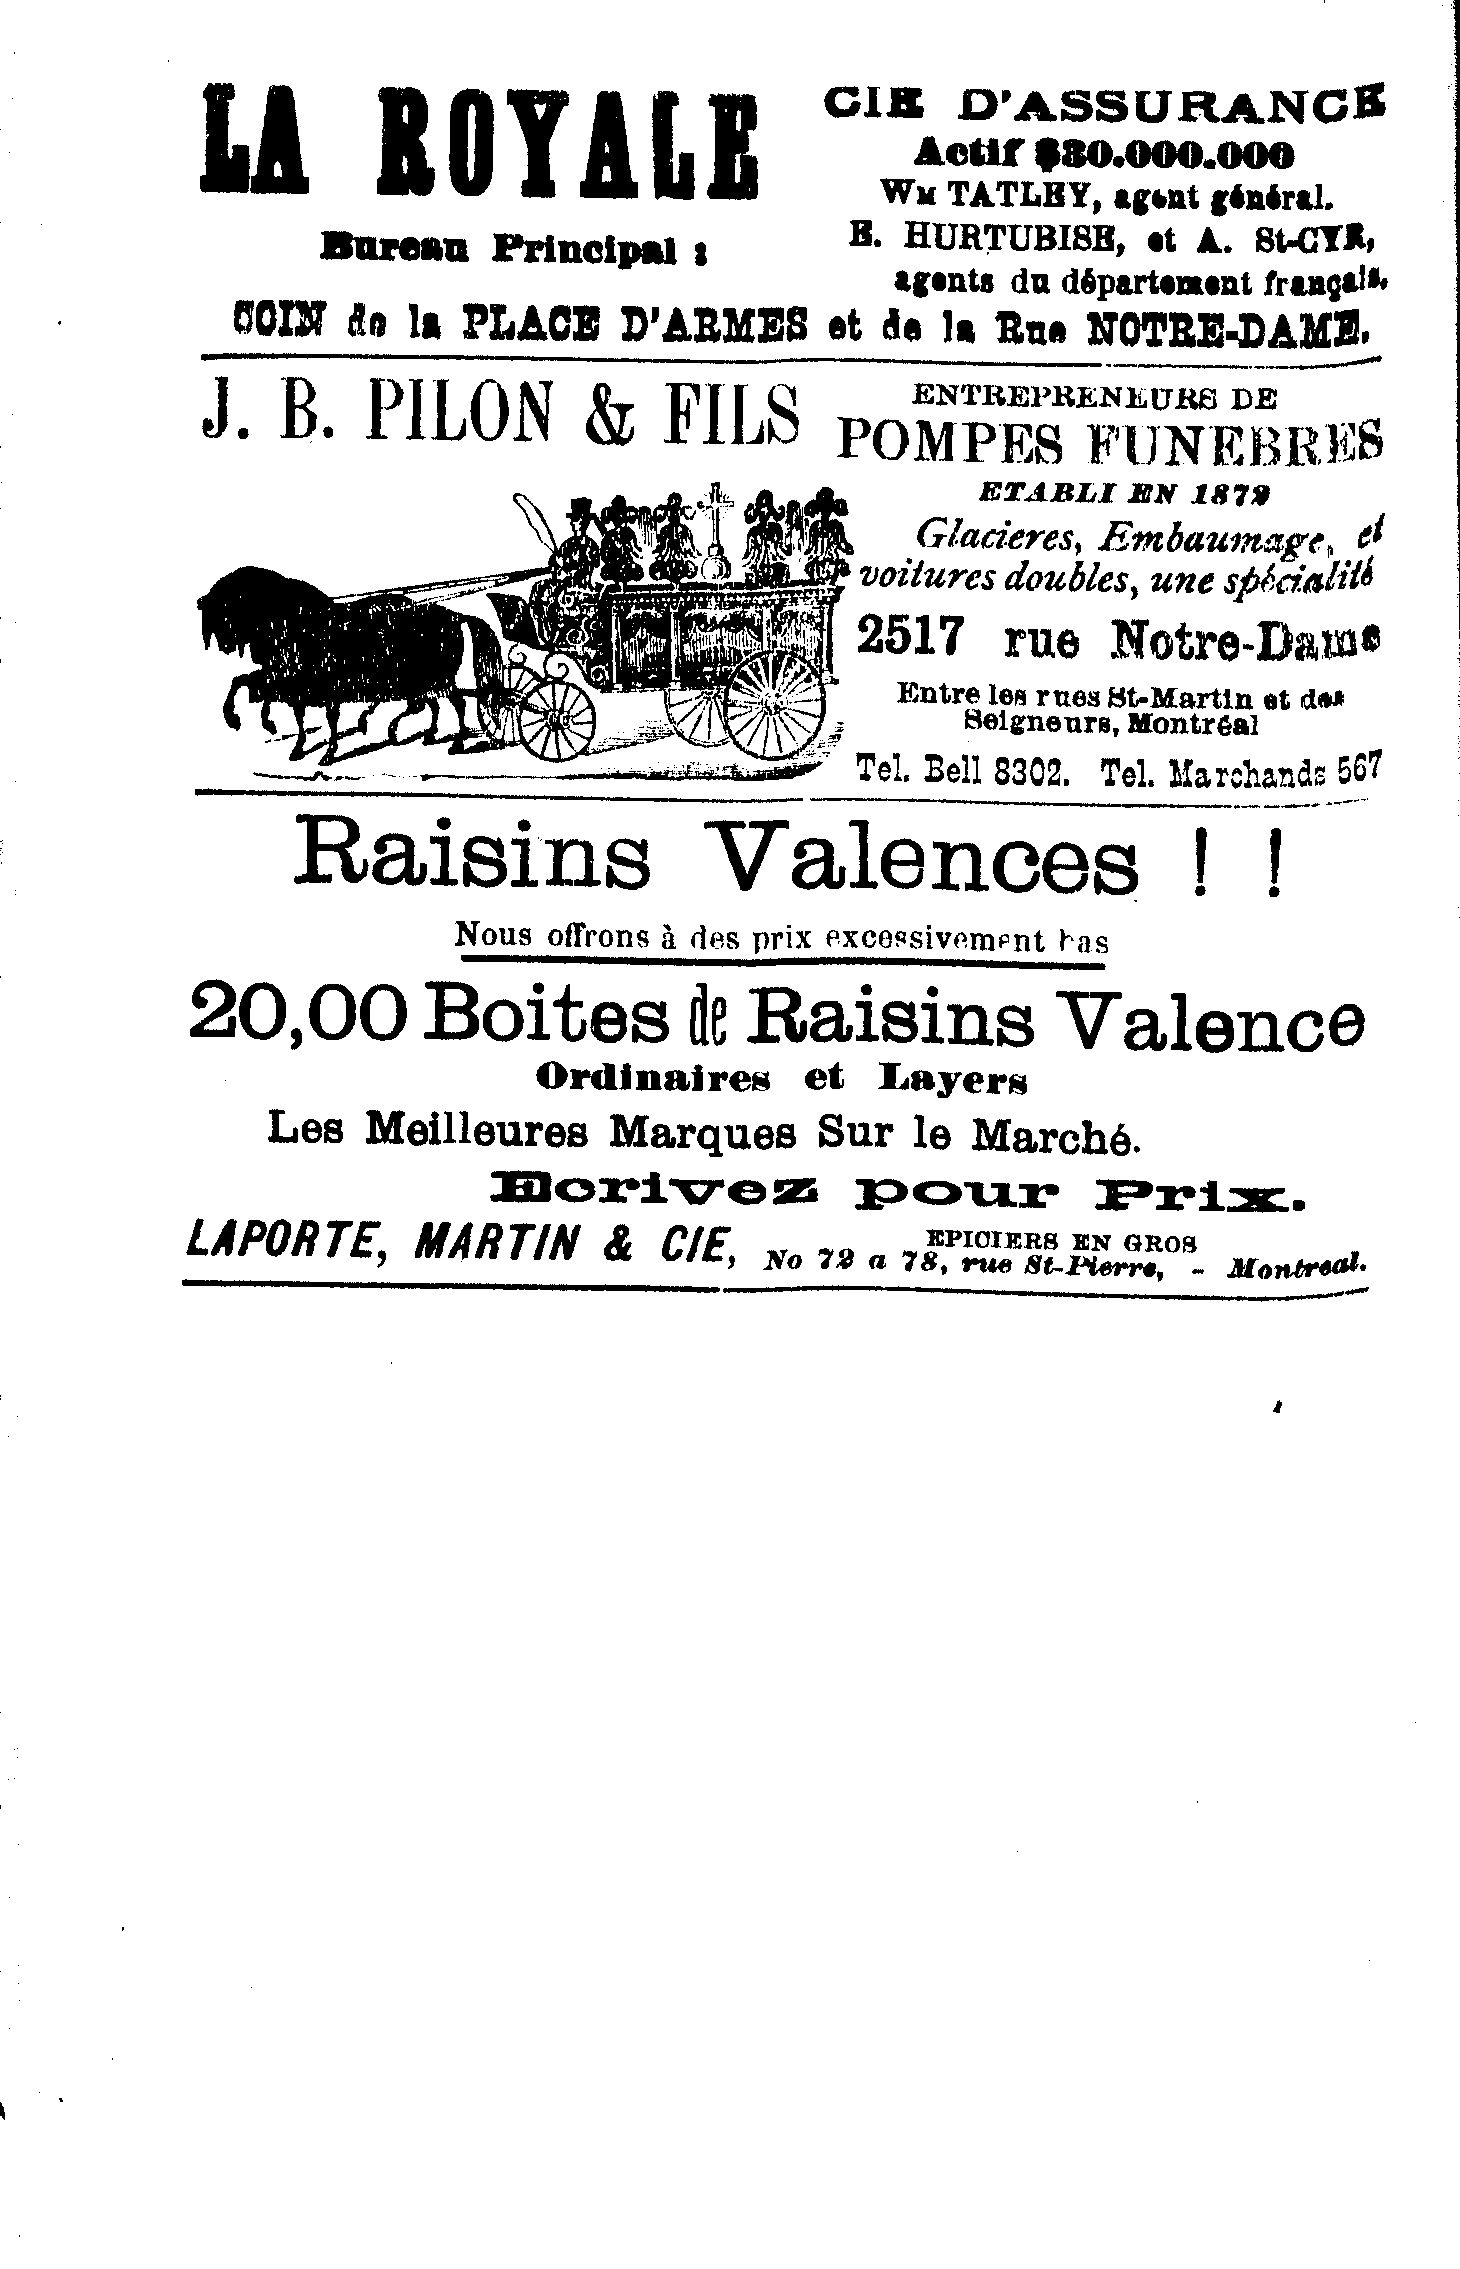 LA ROYALE
CIE D'ASSURANCE
Actif $30.000.000
Wm TATLEY, agent général.
Bureau Principal :
E. HURTUBISE, et A. St-CYR,
agents du département français.
COIN de la PLACE D'ARMES et de la Rue NOTRE-DAME.
J. B. PILON & FILS
ENTREPRENEURS DE
POMPES FUNEBRES
ETABLI EN 1879
Glacieres, Embaumage, et
voitures doubles, une spécialité
2517 rue Notre-Dame
Entre les rues St-Martin et des
Seigneurs, Montréal
Tel. Bell 8302. Tel. Marchands 567
Raisins Valences ! !
Nous offrons à des prix excessivement bas
20,00 Boites de Raisins Valence
Ordinaires et Layers
Les Meilleures Marques Sur le Marché.
Ecrivez pour Prix.
LAPORTE, MARTIN & CIE,
EPICIERS EN GROS
No 72 a 78, rue St-Pierre, - Montreal.